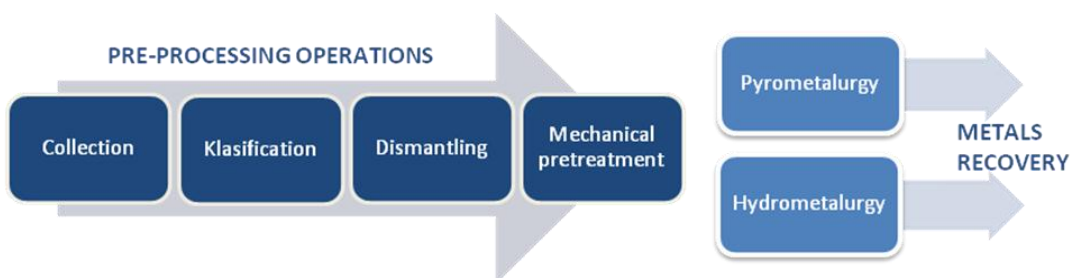 PRE-PROCESSING OPERATIONS
Collection
Klasification
Dismantling
Mechanical
pretreatment
Pyrometalurgy
Hydrometalurgy
METALS
RECOVERY